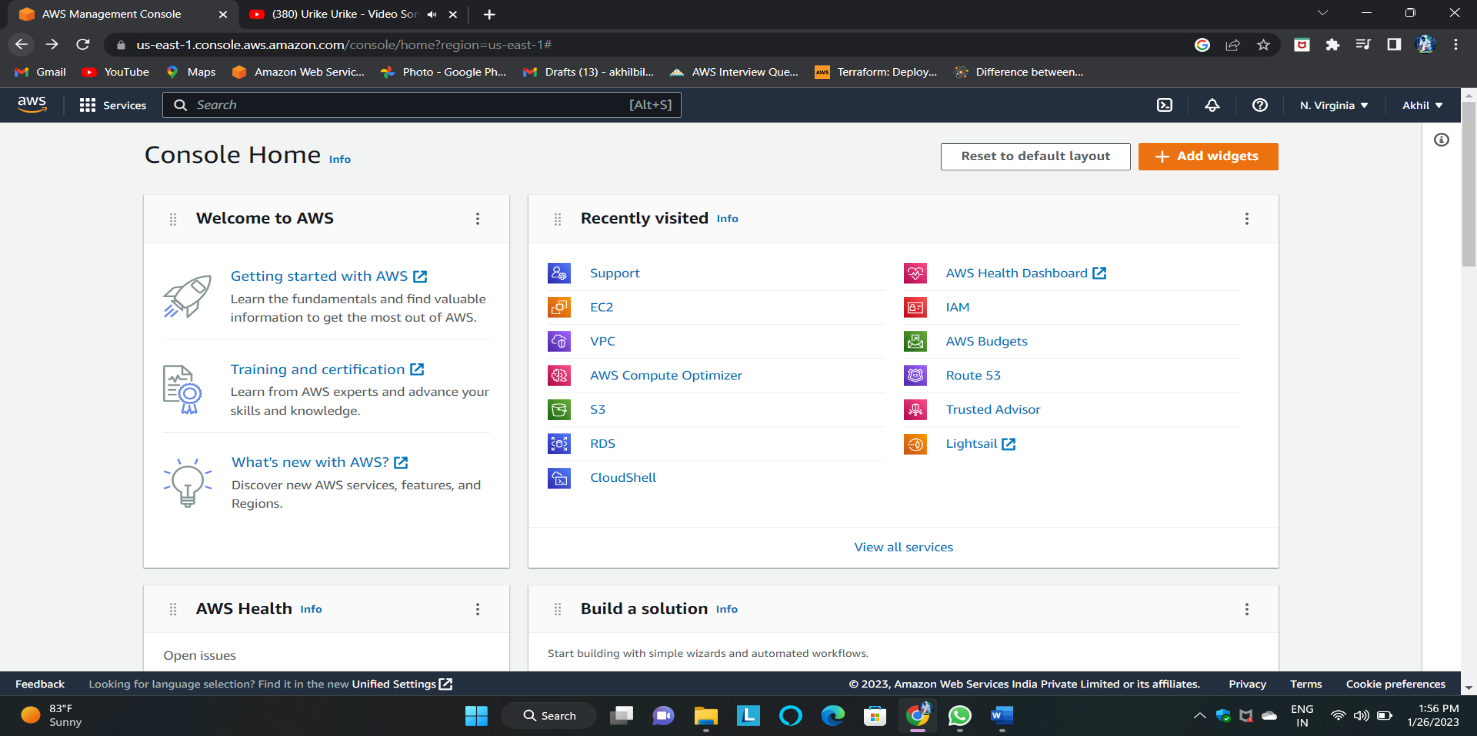 AWS Management Console
(380) Urike Urike - Video Son
us-east-1.console.aws.amazon.com/console/home?region=us-east-1#
Gmail YouTube Maps Amazon Web Servic... Photo - Google Ph... Drafts (13) - akhilbil... AWS Interview Que... Terraform: Deploy... Difference between...
aws Services Search [Alt+S] N. Virginia Akhil
Console Home Info
Reset to default layout
Add widgets
Welcome to AWS
Getting started with AWS
Learn the fundamentals and find valuable
information to get the most out of AWS.
Training and certification
Learn from AWS experts and advance your
skills and knowledge.
What's new with AWS?
Discover new AWS services, features, and
Regions.
Recently visited Info
Support
EC2
VPC
AWS Compute Optimizer
S3
RDS
CloudShell
AWS Health Dashboard
IAM
AWS Budgets
Route 53
Trusted Advisor
Lightsail
View all services
AWS Health Info
Open issues
Build a solution Info
Start building with simple wizards and automated workflows.
Feedback Looking for language selection? Find it in the new Unified Settings © 2023, Amazon Web Services India Private Limited or its affiliates. Privacy Terms Cookie preferences
83°F
Sunny
Search
ENG
IN
1:56 PM
1/26/2023